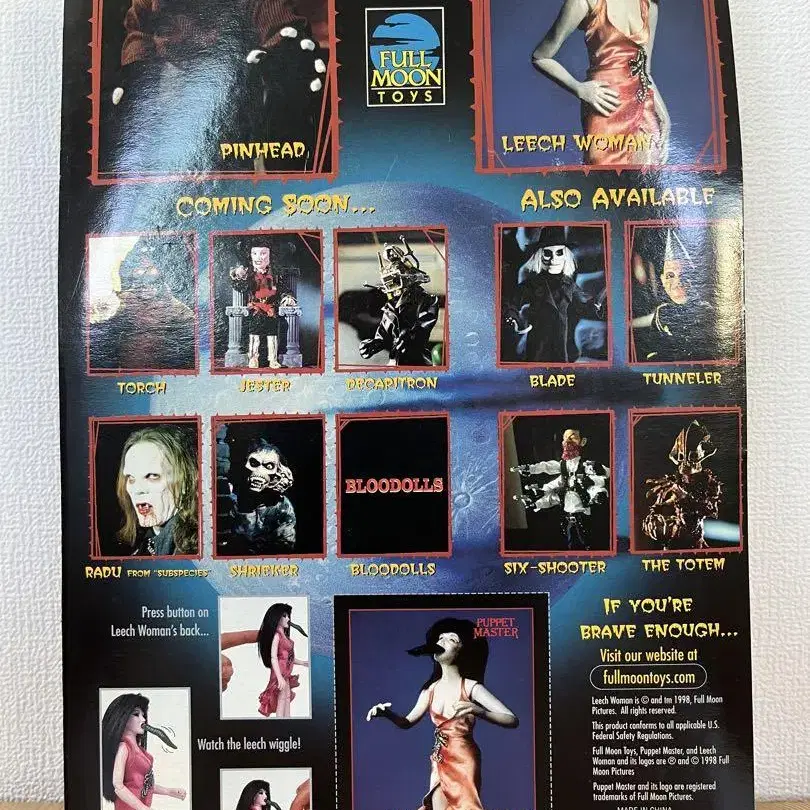 FULL
MOON
TOYS
PINHEAD
LEECH WOMAN
COMING SOON...
ALSO AVAILABLE
TORCH
JESTER
DECAPITRON
BLADE
TUNNELER
BLOODOLLS
RADU FROM "SUBSPECIES"
SHRIEKER
BLOODOLLS
SIX-SHOOTER
THE TOTEM
Press button on
Leech Woman's back...
Watch the leech wiggle!
PUPPET
MASTER
IF YOU'RE
BRAVE ENOUGH...
Visit our website at
fullmoontoys.com
Leech Woman is © and tm 1998, Full Moon
Pictures. All rights reserved.
This product conforms to all applicable U.S.
Federal Safety Regulations.
Full Moon Toys, Puppet Master, and Leech
Woman and its logos are ® and © 1998 Full
Moon Pictures
Puppet Master and its logo are registered
trademarks of Full Moon Pictures.
MADE IN CHINA